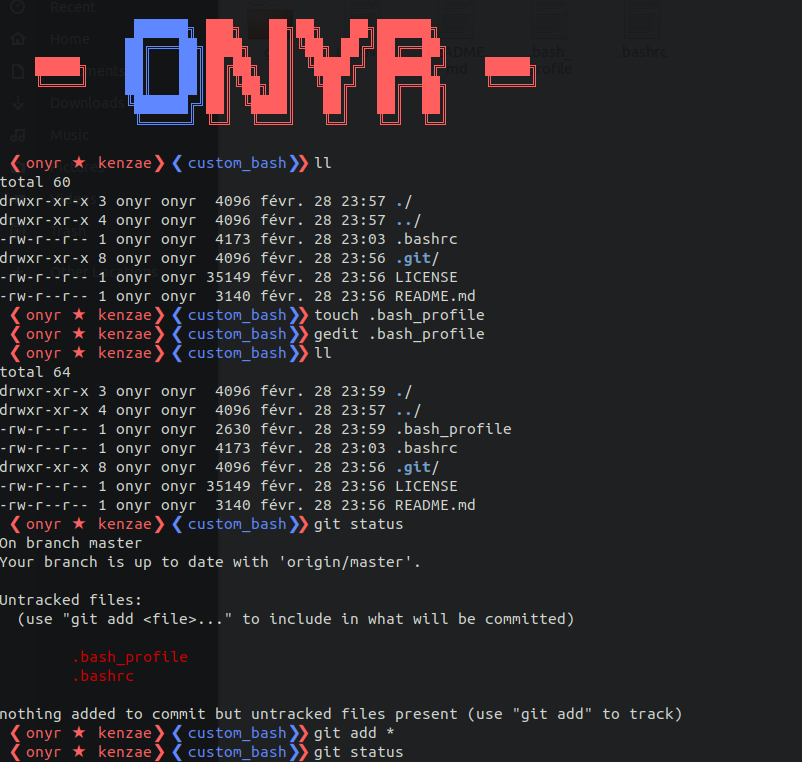 - ONYR -
❮ onyr ★ kenzae❯ ❮ custom_bash❯❯ ll
total 60
drwxr-xr-x 3 onyr onyr  4096 févr. 28 23:57 ./
drwxr-xr-x 4 onyr onyr  4096 févr. 28 23:57 ../
-rw-r--r-- 1 onyr onyr  4173 févr. 28 23:03 .bashrc
drwxr-xr-x 8 onyr onyr  4096 févr. 28 23:56 .git/
-rw-r--r-- 1 onyr onyr 35149 févr. 28 23:56 LICENSE
-rw-r--r-- 1 onyr onyr  3140 févr. 28 23:56 README.md
❮ onyr ★ kenzae❯ ❮ custom_bash❯❯ touch .bash_profile
❮ onyr ★ kenzae❯ ❮ custom_bash❯❯ gedit .bash_profile
❮ onyr ★ kenzae❯ ❮ custom_bash❯❯ ll
total 64
drwxr-xr-x 3 onyr onyr  4096 févr. 28 23:59 ./
drwxr-xr-x 4 onyr onyr  4096 févr. 28 23:57 ../
-rw-r--r-- 1 onyr onyr  2630 févr. 28 23:59 .bash_profile
-rw-r--r-- 1 onyr onyr  4173 févr. 28 23:03 .bashrc
drwxr-xr-x 8 onyr onyr  4096 févr. 28 23:56 .git/
-rw-r--r-- 1 onyr onyr 35149 févr. 28 23:56 LICENSE
-rw-r--r-- 1 onyr onyr  3140 févr. 28 23:56 README.md
❮ onyr ★ kenzae❯ ❮ custom_bash❯❯ git status
On branch master
Your branch is up to date with 'origin/master'.
Untracked files:
  (use "git add <file>..." to include in what will be committed)
        .bash_profile
        .bashrc
nothing added to commit but untracked files present (use "git add" to track)
❮ onyr ★ kenzae❯ ❮ custom_bash❯❯ git add *
❮ onyr ★ kenzae❯ ❮ custom_bash❯❯ git status
Recent
Home
Downloads
Music
bash_
bashrc